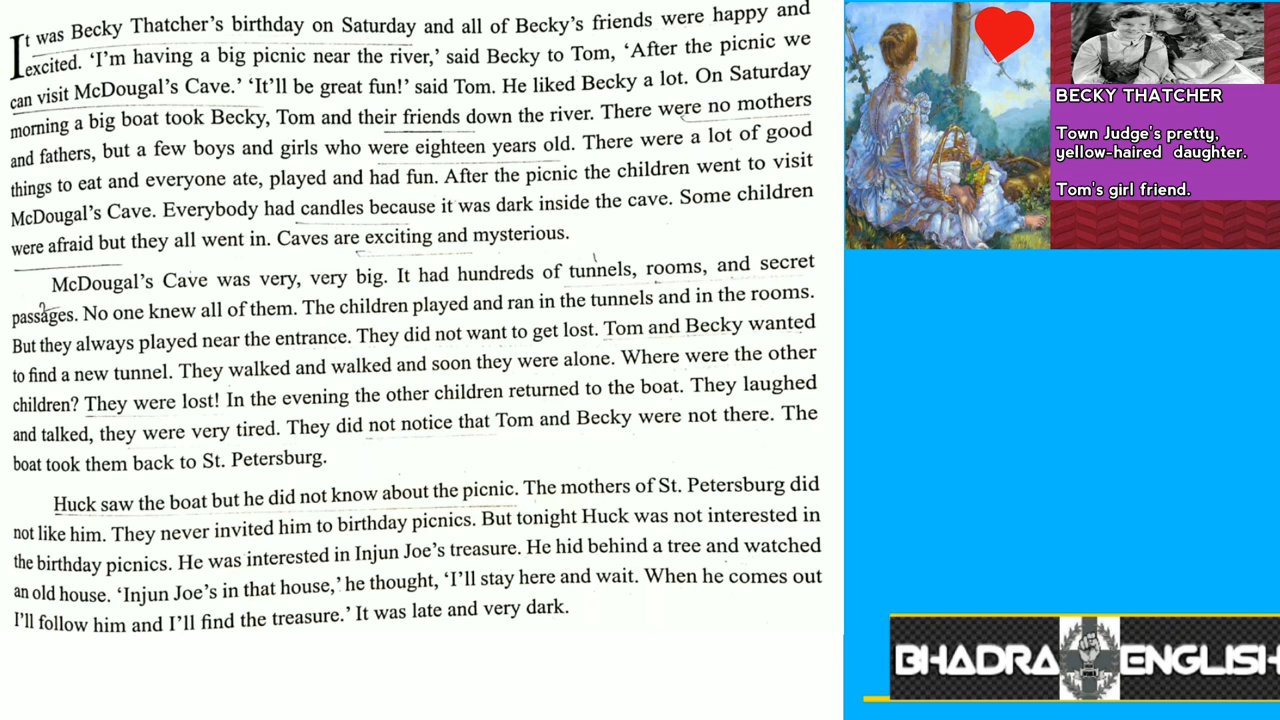 It was Becky Thatcher's birthday on Saturday and all of Becky's friends were happy and
excited. ‘I'm having a big picnic near the river,’ said Becky to Tom, ‘After the picnic we
can visit McDougal's Cave.’ ‘It'll be great fun!’ said Tom. He liked Becky a lot. On Saturday
morning a big boat took Becky, Tom and their friends down the river. There were no mothers
and fathers, but a few boys and girls who were eighteen years old. There were a lot of good
things to eat and everyone ate, played and had fun. After the picnic the children went to visit
McDougal's Cave. Everybody had candles because it was dark inside the cave. Some children
were afraid but they all went in. Caves are exciting and mysterious.
McDougal's Cave was very, very big. It had hundreds of tunnels, rooms, and secret
passages. No one knew all of them. The children played and ran in the tunnels and in the rooms.
But they always played near the entrance. They did not want to get lost. Tom and Becky wanted
to find a new tunnel. They walked and walked and soon they were alone. Where were the other
children? They were lost! In the evening the other children returned to the boat. They laughed
and talked, they were very tired. They did not notice that Tom and Becky were not there. The
boat took them back to St. Petersburg.
Huck saw the boat but he did not know about the picnic. The mothers of St. Petersburg did
not like him. They never invited him to birthday picnics. But tonight Huck was not interested in
the birthday picnics. He was interested in Injun Joe's treasure. He hid behind a tree and watched
an old house. ‘Injun Joe's in that house,’ he thought, ‘I'll stay here and wait. When he comes out
I'll follow him and I'll find the treasure.’ It was late and very dark.
BECKY THATCHER
Town Judge's pretty,
yellow-haired daughter.
Tom's girl friend.
BHADRA ENGLISH